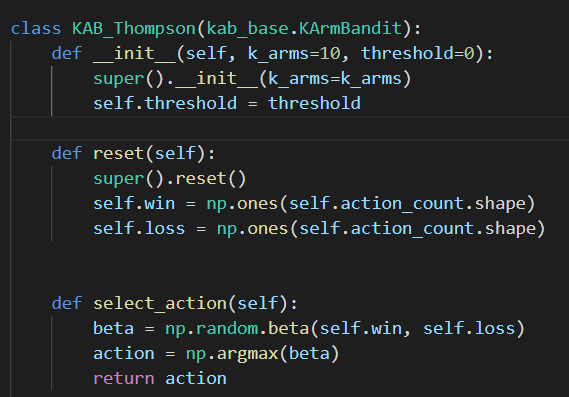 class KAB_Thompson(kab_base.KArmBandit):
    def __init__(self, k_arms=10, threshold=0):
        super().__init__(k_arms=k_arms)
        self.threshold = threshold
    def reset(self):
        super().reset()
        self.win = np.ones(self.action_count.shape)
        self.loss = np.ones(self.action_count.shape)
    def select_action(self):
        beta = np.random.beta(self.win, self.loss)
        action = np.argmax(beta)
        return action